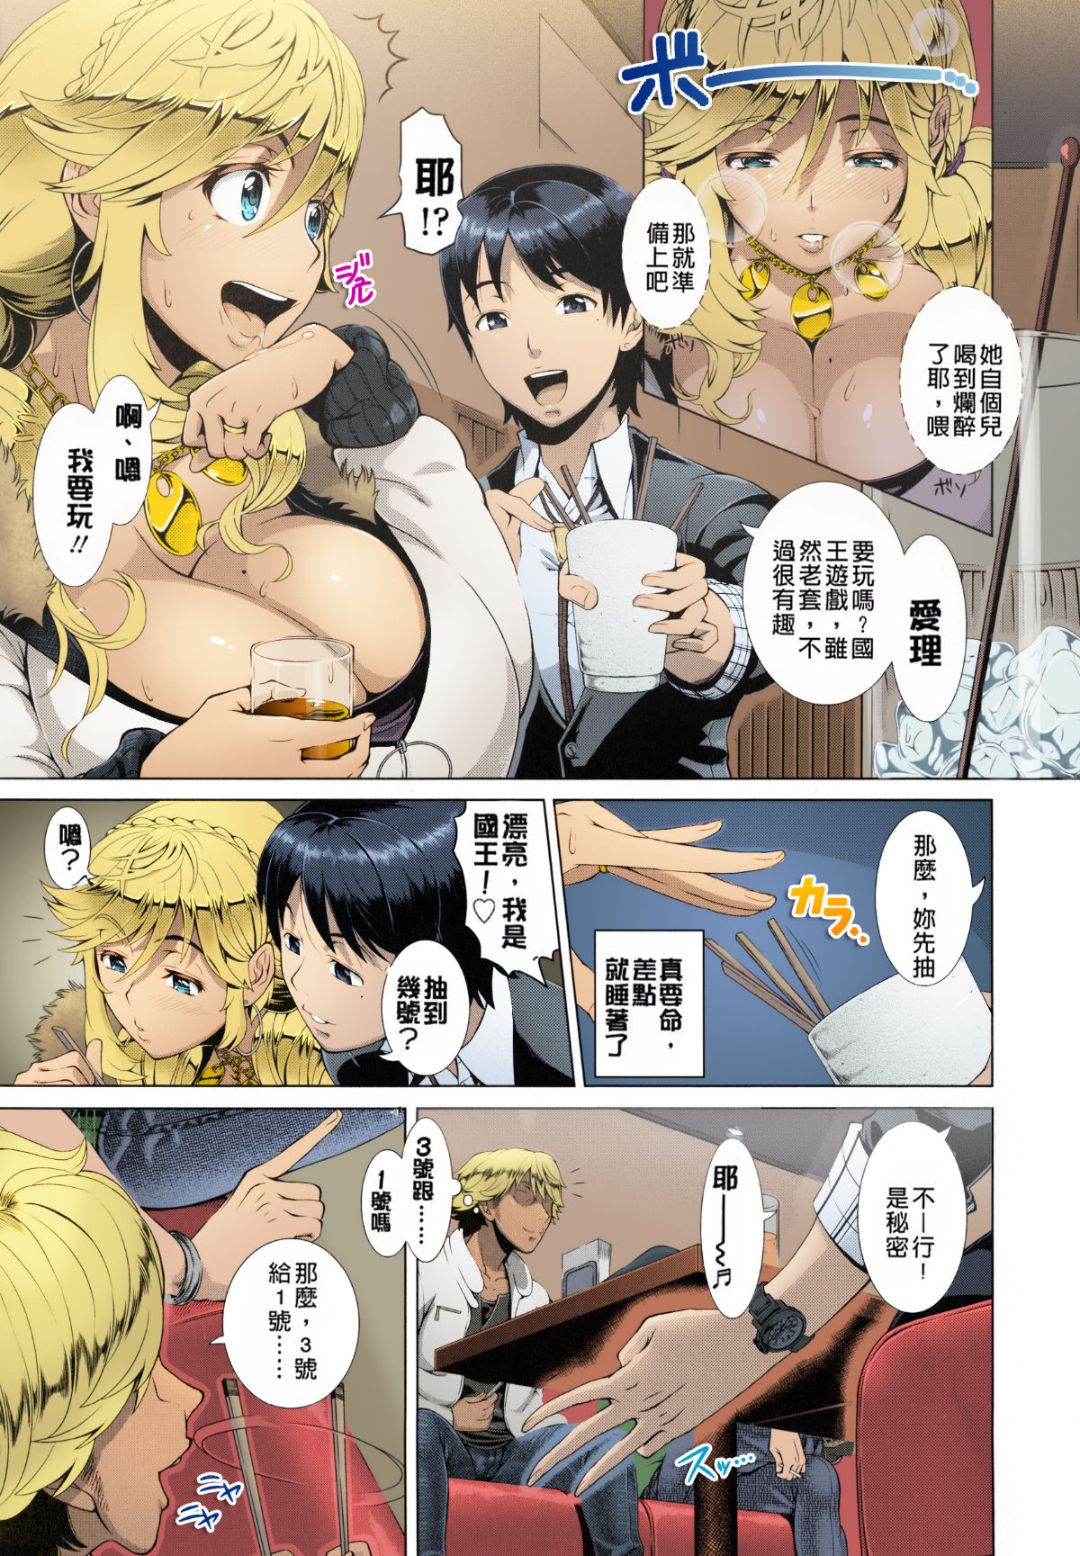 ボー…
那就準
備上吧
她自個兒
喝到爛醉
了耶，喂
ボソ
耶!?
ジル
啊、嗯
我要玩!!
愛理
要玩嗎？國
王遊戲，雖
然老套，不
過很有趣
那麼，妳先抽
カラ..
真要命，
差點
就睡著了
漂亮，我是
國王！♡
抽到
幾號？
嗯？
不—行！
是秘密
耶——♬
スッ…
3號跟……
1號嗎
那麼，3號
給1號……